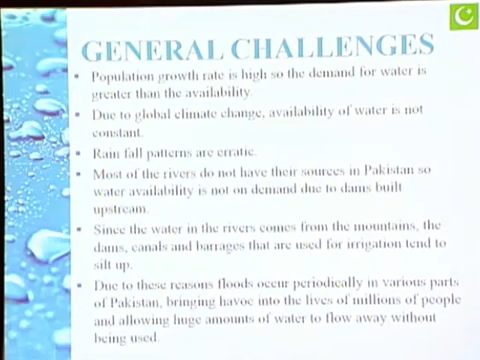 GENERAL CHALLENGES
Population growth rate is high so the demand for water is
greater than the availability.
Due to global climate change, availability of water is not
constant.
Rain fall patterns are erratic.
Most of the rivers do not have their sources in Pakistan so
water availability is not on demand due to dams built
upstream.
Since the water in the rivers comes from the mountains, the
dams, canals and barrages that are used for irrigation tend to
silt up.
Due to these reasons floods occur periodically in various parts
of Pakistan, bringing havoc into the lives of millions of people
and allowing huge amounts of water to flow away without
being used.